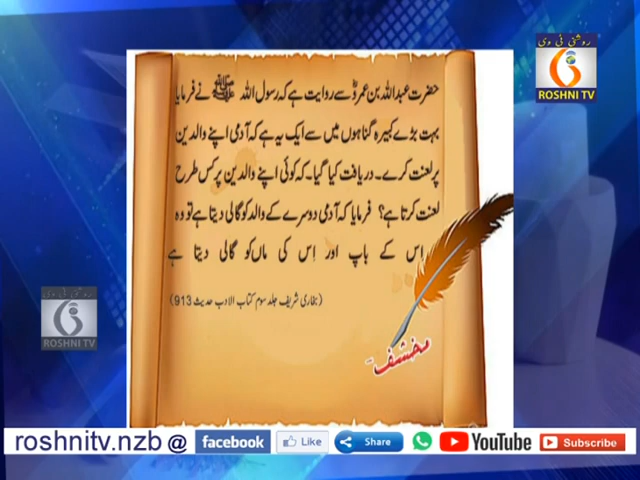 روشنی ٹی وی
ROSHNI TV
حضرت عبداللہ بن عمروؓ سے روایت ہے کہ رسول اللہ ﷺ نے فرمایا
بہت بڑے کبیرہ گناہوں میں سے ایک یہ ہے کہ آدمی اپنے والدین
پر لعنت کرے۔ دریافت کیا گیا۔ کہ کوئی اپنے والدین پر کس طرح
لعنت کرتا ہے؟ فرمایا کہ آدمی دوسرے کے والد کو گالی دیتا ہے تو وہ
اِس کے باپ اور اِس کی ماں کو گالی دیتا ہے
(بخاری شریف جلد سوم کتاب الادب حدیث 913)
روشنی ٹی وی
ROSHNI TV
roshnitv.nzb@ facebook Like Share YouTube Subscribe